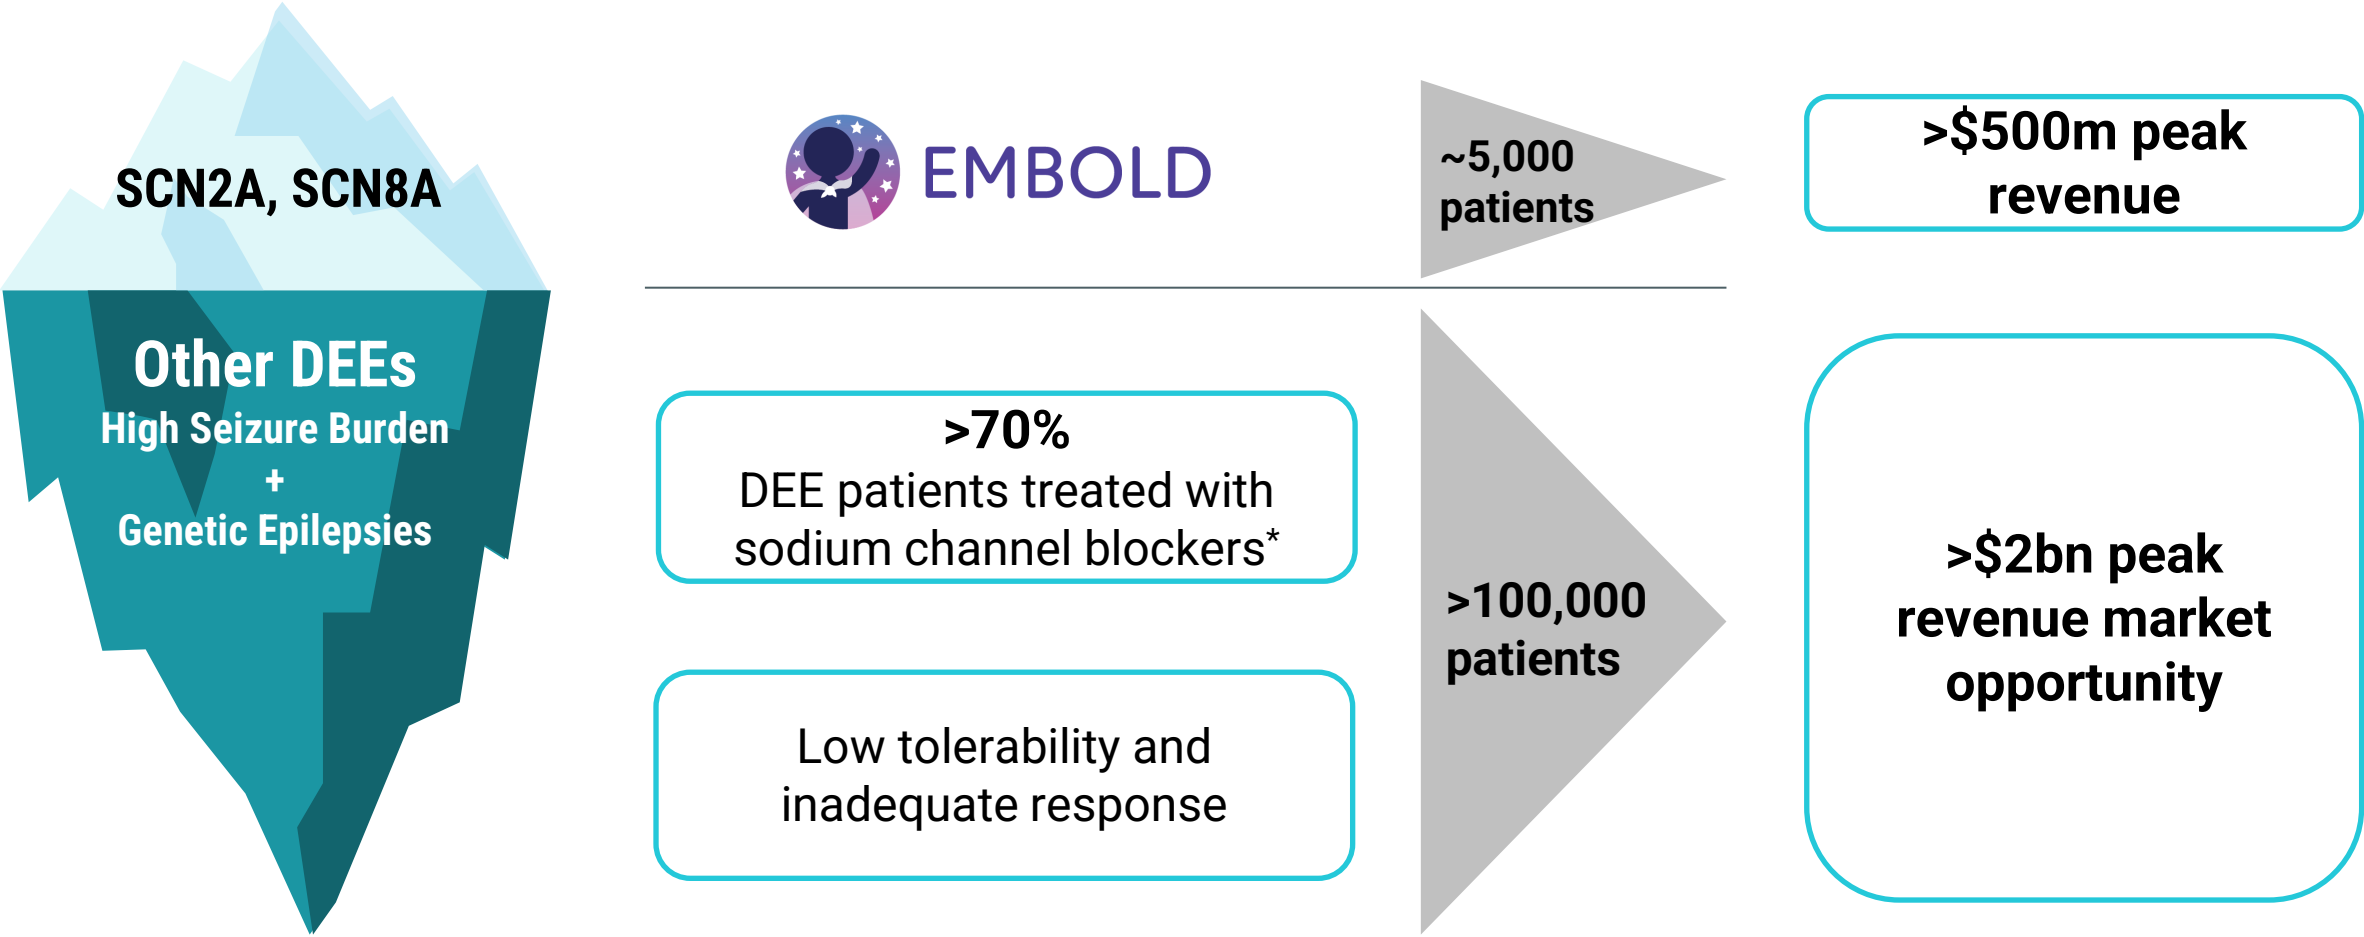 SCN2A, SCN8A
EMBOLD
~5,000
patients
>$500m peak
revenue
Other DEEs
High Seizure Burden
+
Genetic Epilepsies
>70%
DEE patients treated with
sodium channel blockers*
Low tolerability and
inadequate response
>100,000
patients
>$2bn peak
revenue market
opportunity